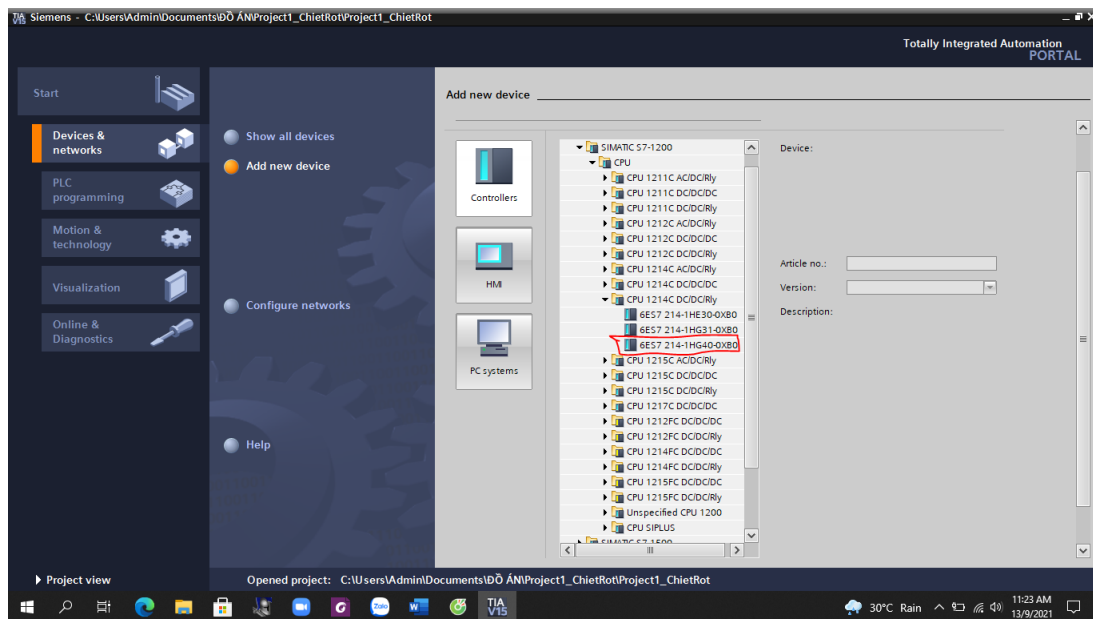 Siemens - C:\Users\Admin\Documents\ĐỒ ÁN\Project1_ChietRot\Project1_ChietRot
Totally Integrated Automation
PORTAL
Start
Devices &
networks
PLC
programming
Motion &
technology
Visualization
Online &
Diagnostics
Show all devices
Add new device
Configure networks
Help
Add new device
Controllers
HMI
PC systems
SIMATIC S7-1200
CPU
CPU 1211C AC/DC/Rly
CPU 1211C DC/DC/DC
CPU 1211C DC/DC/Rly
CPU 1212C AC/DC/Rly
CPU 1212C DC/DC/DC
CPU 1212C DC/DC/Rly
CPU 1214C AC/DC/Rly
CPU 1214C DC/DC/DC
CPU 1214C DC/DC/Rly
6ES7 214-1HE30-0XB0
6ES7 214-1HG31-0XB0
6ES7 214-1HG40-0XB0
CPU 1215C AC/DC/Rly
CPU 1215C DC/DC/DC
CPU 1215C DC/DC/Rly
CPU 1217C DC/DC/DC
CPU 1212FC DC/DC/DC
CPU 1212FC DC/DC/Rly
CPU 1214FC DC/DC/DC
CPU 1214FC DC/DC/Rly
CPU 1215FC DC/DC/DC
CPU 1215FC DC/DC/Rly
Unspecified CPU 1200
CPU SIPLUS
SIMATIC S7-1500
Device:
Article no.:
Version:
Description:
Project view
Opened project: C:\Users\Admin\Documents\ĐỒ ÁN\Project1_ChietRot\Project1_ChietRot
Zalo
TIA
V15
30°C Rain
11:23 AM
13/9/2021